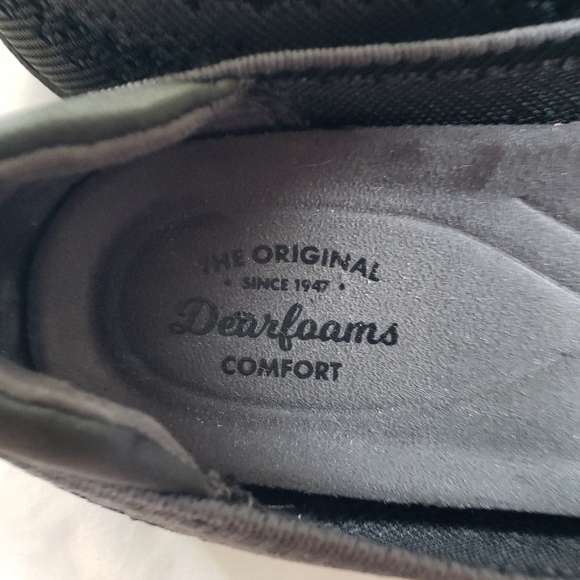 THE ORIGINAL
• SINCE 1947 •
Dearfoams
COMFORT